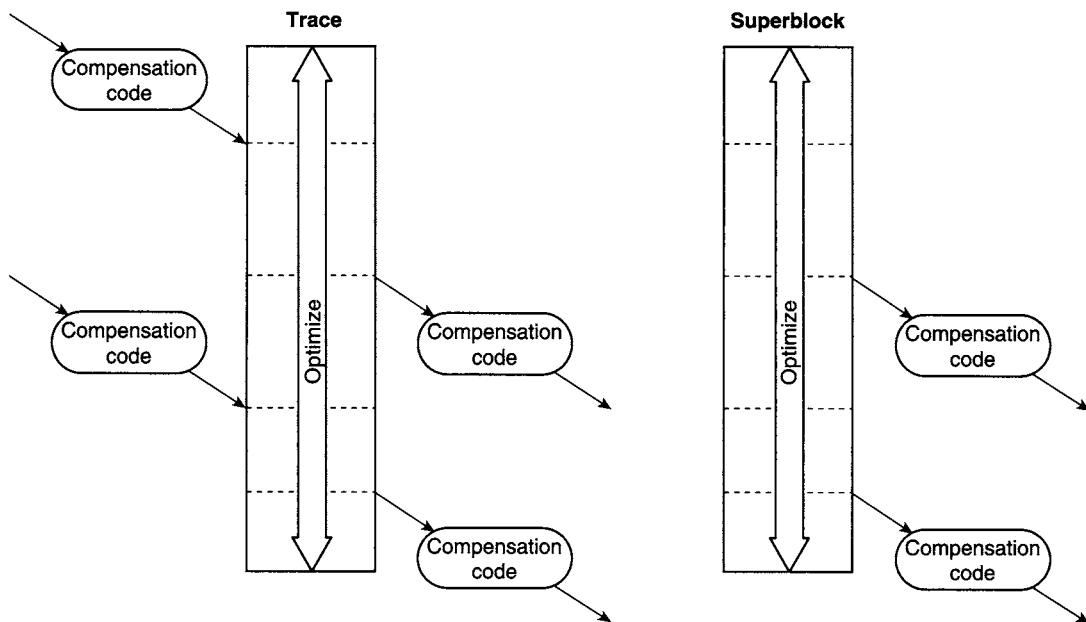 Trace
Superblock
Compensation
code
Compensation
code
Optimize
Compensation
code
Compensation
code
Optimize
Compensation
code
Compensation
code